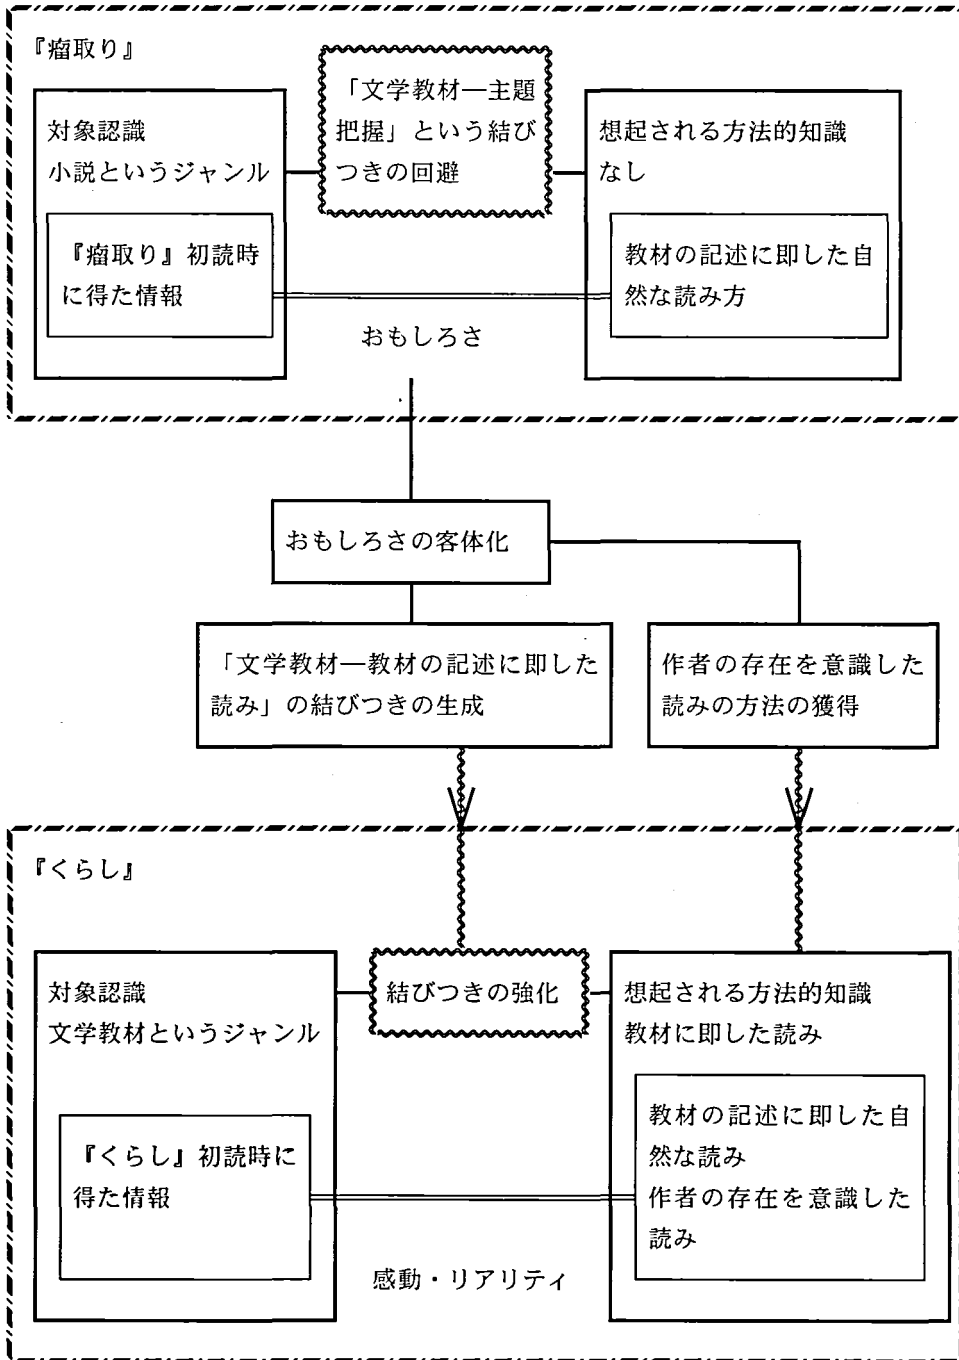 『瘤取り』
対象認識
小説というジャンル
『瘤取り』初読時
に得た情報
「文学教材―主題
把握」という結び
つきの回避
おもしろさ
想起される方法的知識
なし
教材の記述に即した自
然な読み方
おもしろさの客体化
「文学教材―教材の記述に即した
読み」の結びつきの生成
作者の存在を意識した
読みの方法の獲得
『くらし』
対象認識
文学教材というジャンル
『くらし』初読時に
得た情報
結びつきの強化
感動・リアリティ
想起される方法的知識
教材に即した読み
教材の記述に即した自
然な読み
作者の存在を意識した
読み